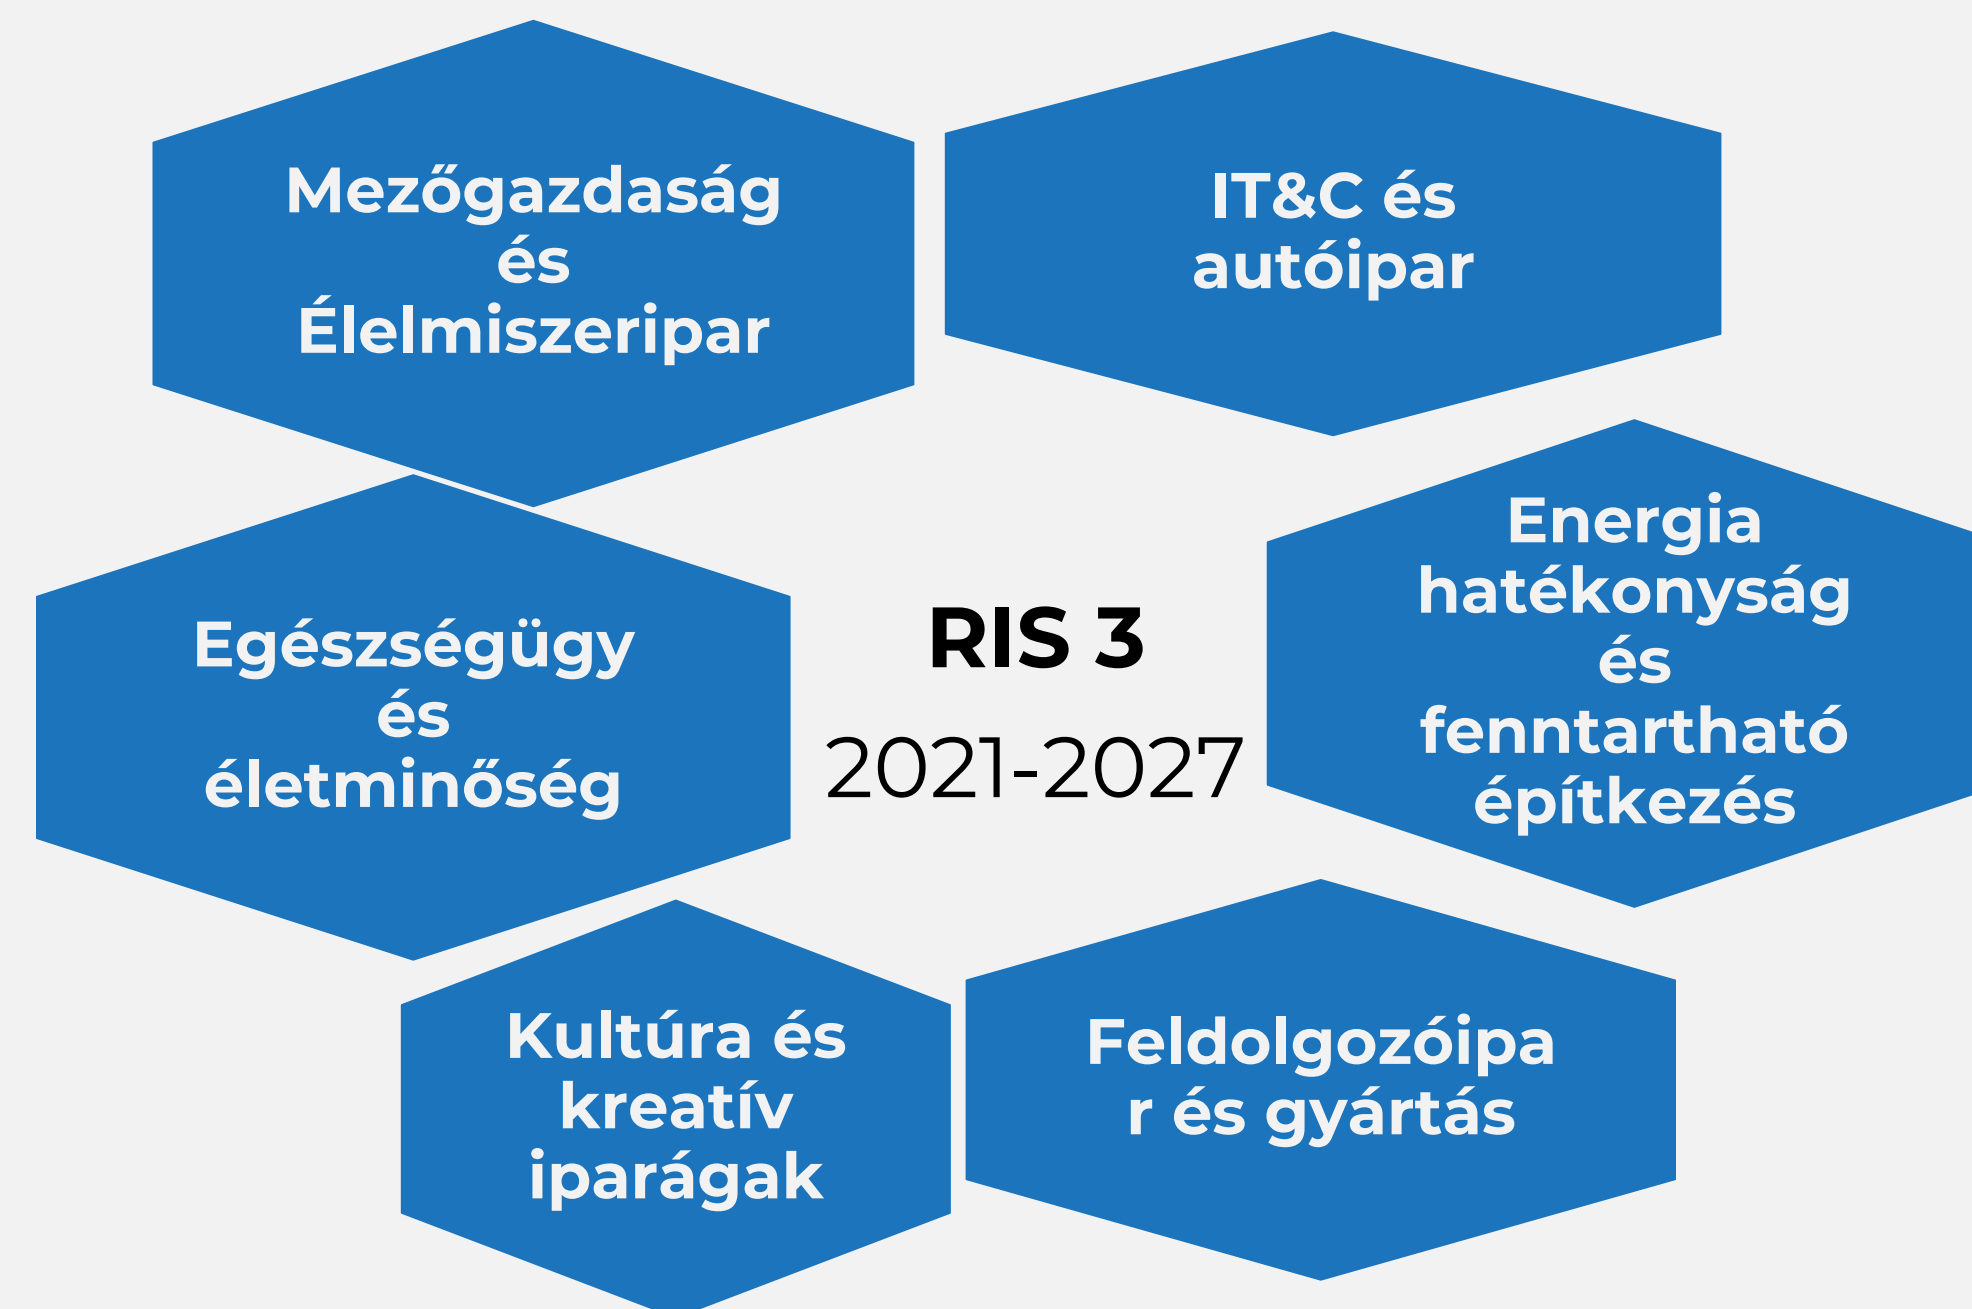 Mezőgazdaság
és
Élelmiszeripar
IT&C és
autóipar
Egészségügy
és
életminőség
RIS 3
2021-2027
Energia
hatékonyság
és
fenntartható
építkezés
Kultúra és
kreatív
iparágak
Feldolgozóipa
r és gyártás